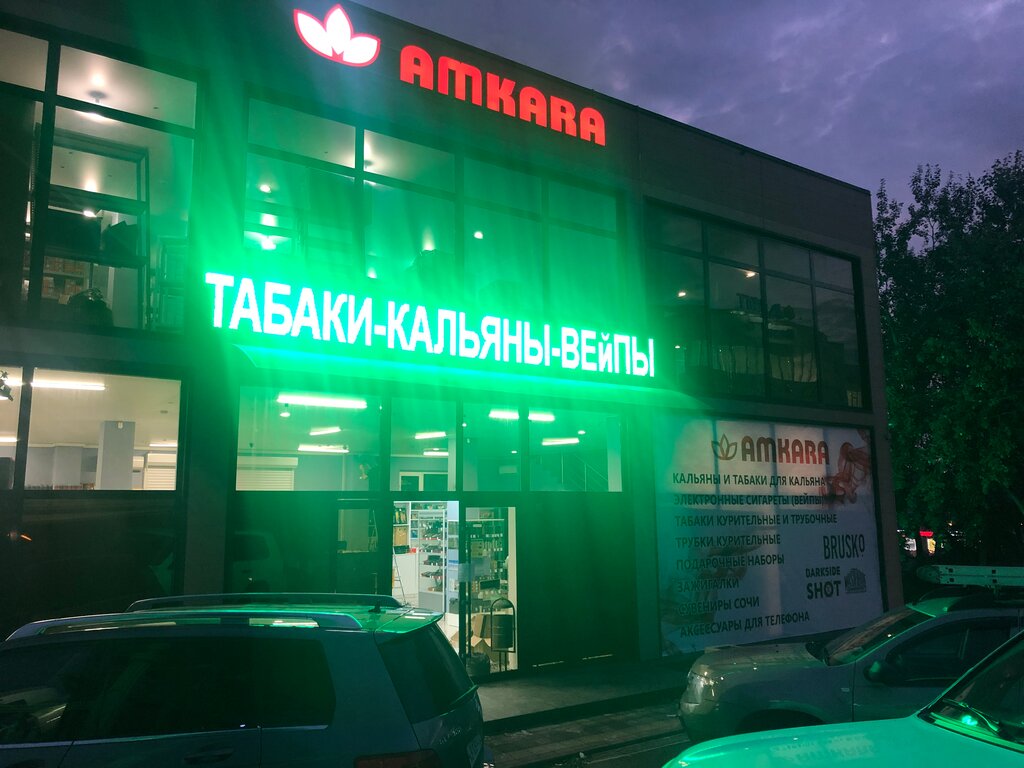 AMKARA
ТАБАКИ-КАЛЬЯНЫ-ВЕйПЫ
AMKARA
КАЛЬЯНЫ И ТАБАКИ ДЛЯ КАЛЬЯНА
ЭЛЕКТРОННЫЕ СИГАРЕТЫ (ВЕЙПЫ)
ТАБАКИ КУРИТЕЛЬНЫЕ И ТРУБОЧНЫЕ
ТРУБКИ КУРИТЕЛЬНЫЕ
ПОДАРОЧНЫЕ НАБОРЫ
ЗАЖИГАЛКИ
СУВЕНИРЫ СОЧИ
АКСЕССУАРЫ ДЛЯ ТЕЛЕФОНА
BRUSKO
DARKSIDE
SHOT